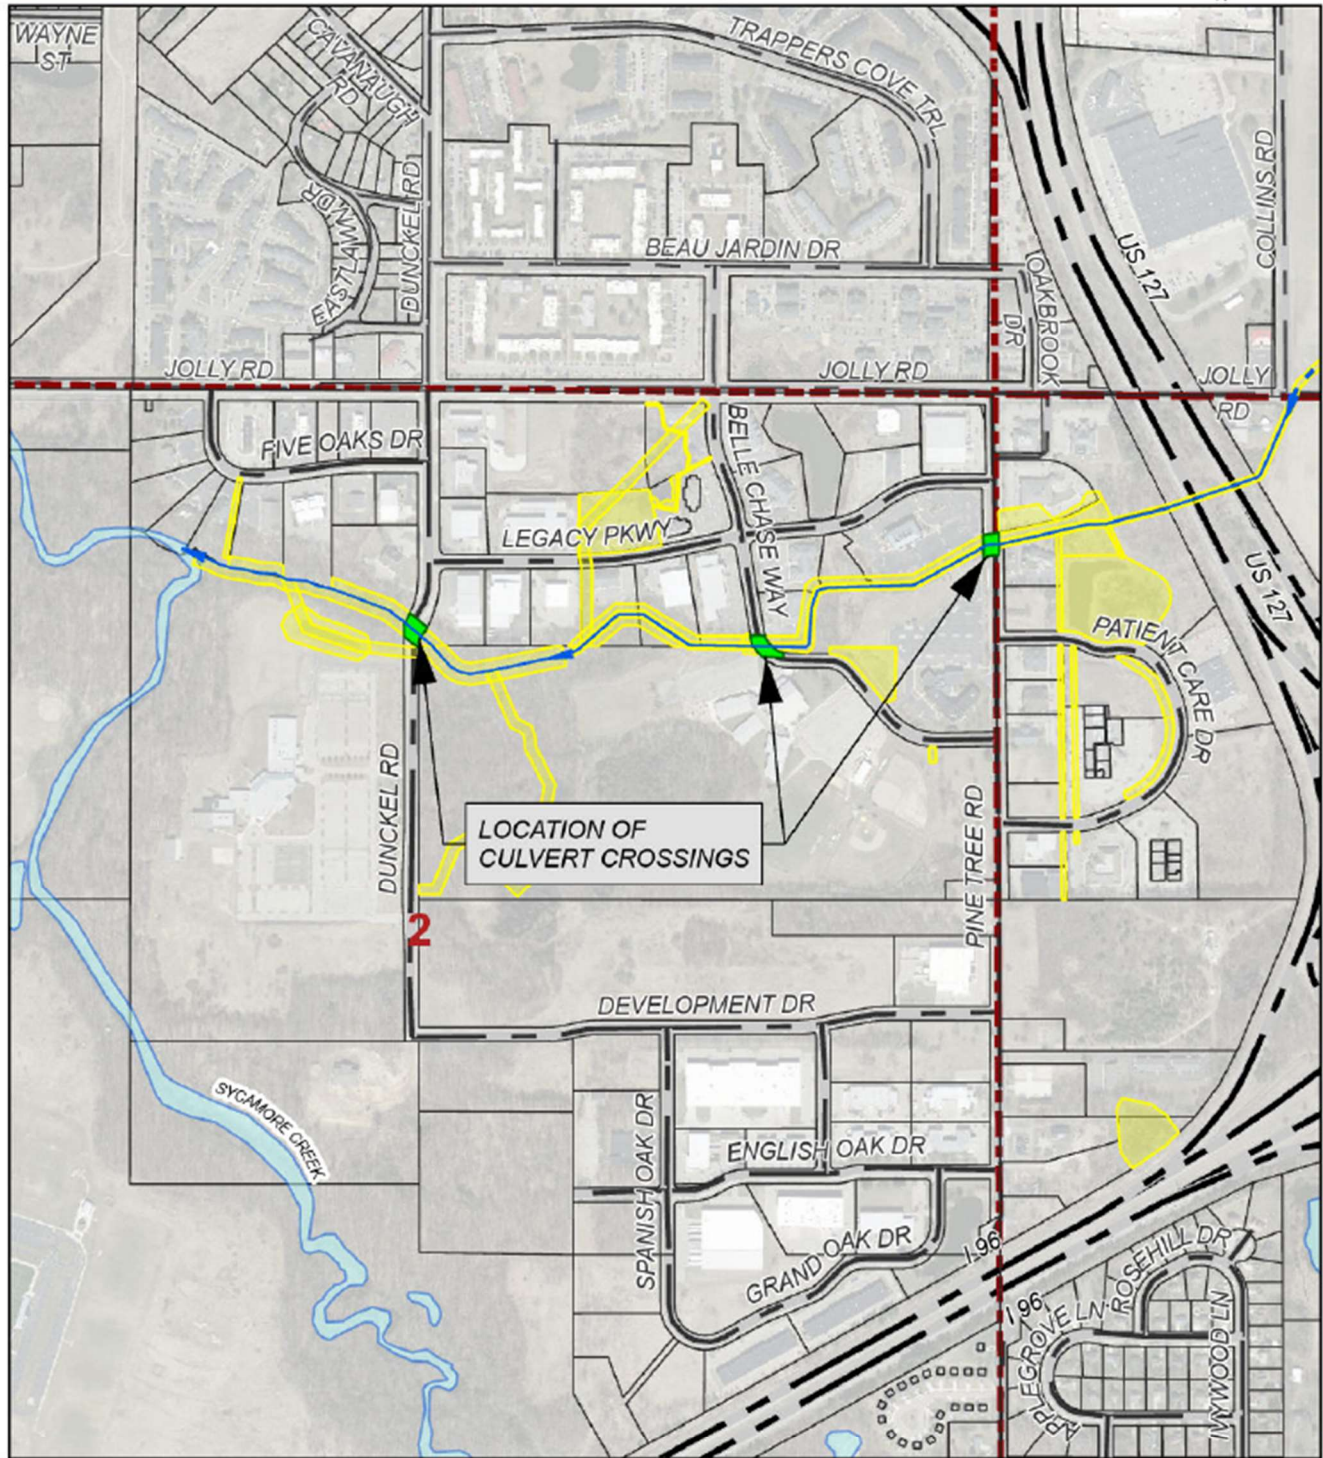 WAYNE
ST
CAVANAUGH
RD
TRAPPERS COVE TRL
EASTLAWN DR
DUNCKEL RD
BEAU JARDIN DR
OAKBROOK
DR
US 127
COLLINS RD
JOLLY RD
JOLLY RD
JOLLY
RD
FIVE OAKS DR
BELLE CHASE WAY
LEGACY PKWY
US 127
PATIENT CARE DR
DUNCKEL RD
LOCATION OF
CULVERT CROSSINGS
PINE TREE RD
2
DEVELOPMENT DR
SYCAMORE CREEK
SPANISH OAK DR
ENGLISH OAK DR
GRAND OAK DR
I 96
I 96
ROSEHILL DR
APPLEGROVE LN
IVYWOOD LN